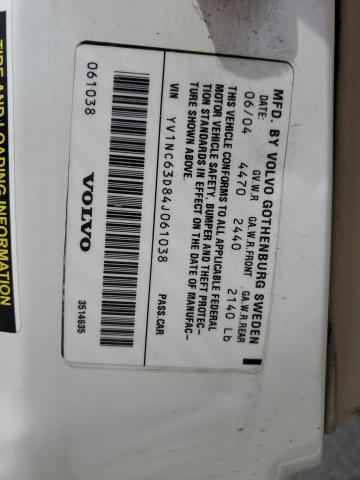 MFD. BY VOLVO GOTHENBURG SWEDEN
DATE: G.V.W.R GA.W.R.FRONT GA.W.R.REAR
06/04 4470 2440 2140 Lb
THIS VEHICLE CONFORMS TO ALL APPLICABLE FEDERAL
MOTOR VEHICLE SAFETY, BUMPER AND THEFT PROTEC-
TION STANDARDS IN EFFECT ON THE DATE OF MANUFAC-
TURE SHOWN ABOVE.
VIN YV1NC63D84J061038 PASS.CAR
061038 VOLVO 3514635
TIRE AND LOADING INFORMATION